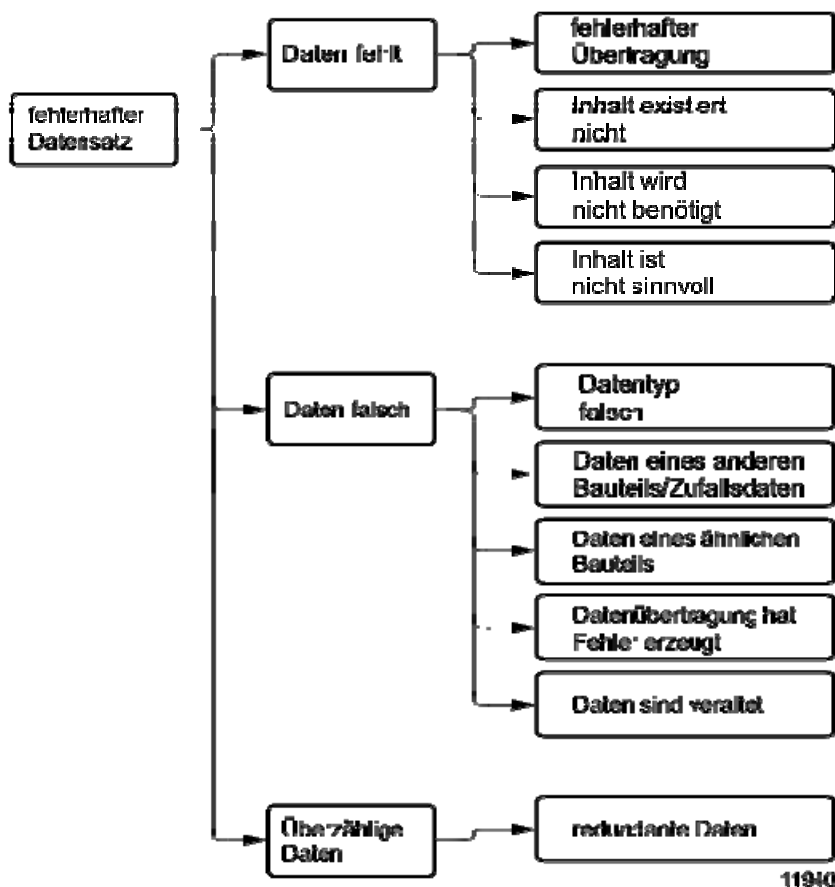 fehlerhafter
Datensatz
Daten fehlt
fehlerhafter
Übertragung
Inhalt existert
nicht
Inhalt wird
nicht benötigt
Inhalt ist
nicht sinnvoll
Daten falsch
Datentyp
falsch
Daten eines anderen
Bauteils/Zufallsdaten
Daten eines ähnlichen
Bauteils
Datenübertragung hat
Fehler erzeugt
Daten sind veraltet
Überzählige
Daten
redundante Daten
11940